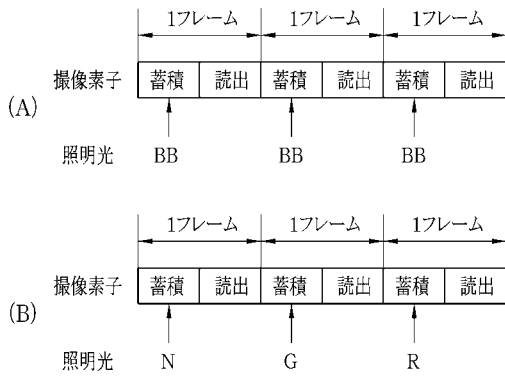 1フレーム 1フレーム 1フレーム
撮像素子 蓄積 読出 蓄積 読出 蓄積 読出
(A)
照明光 BB BB BB
1フレーム 1フレーム 1フレーム
撮像素子 蓄積 読出 蓄積 読出 蓄積 読出
(B)
照明光 N G R